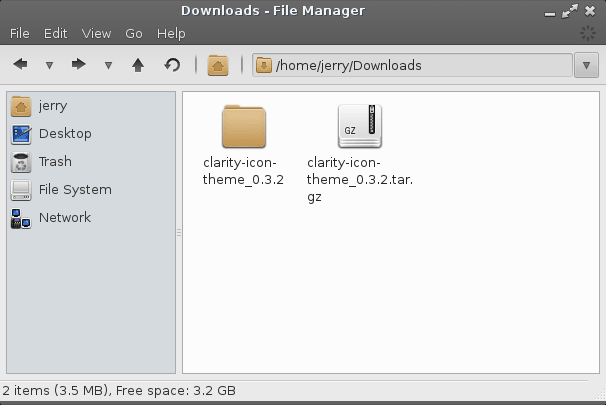 Downloads - File Manager
File Edit View Go Help
/home/jerry/Downloads
jerry
Desktop
Trash
File System
Network
clarity-icon-
theme_0.3.2
GZ
clarity-icon-
theme_0.3.2.tar.
gz
2 items (3.5 MB), Free space: 3.2 GB